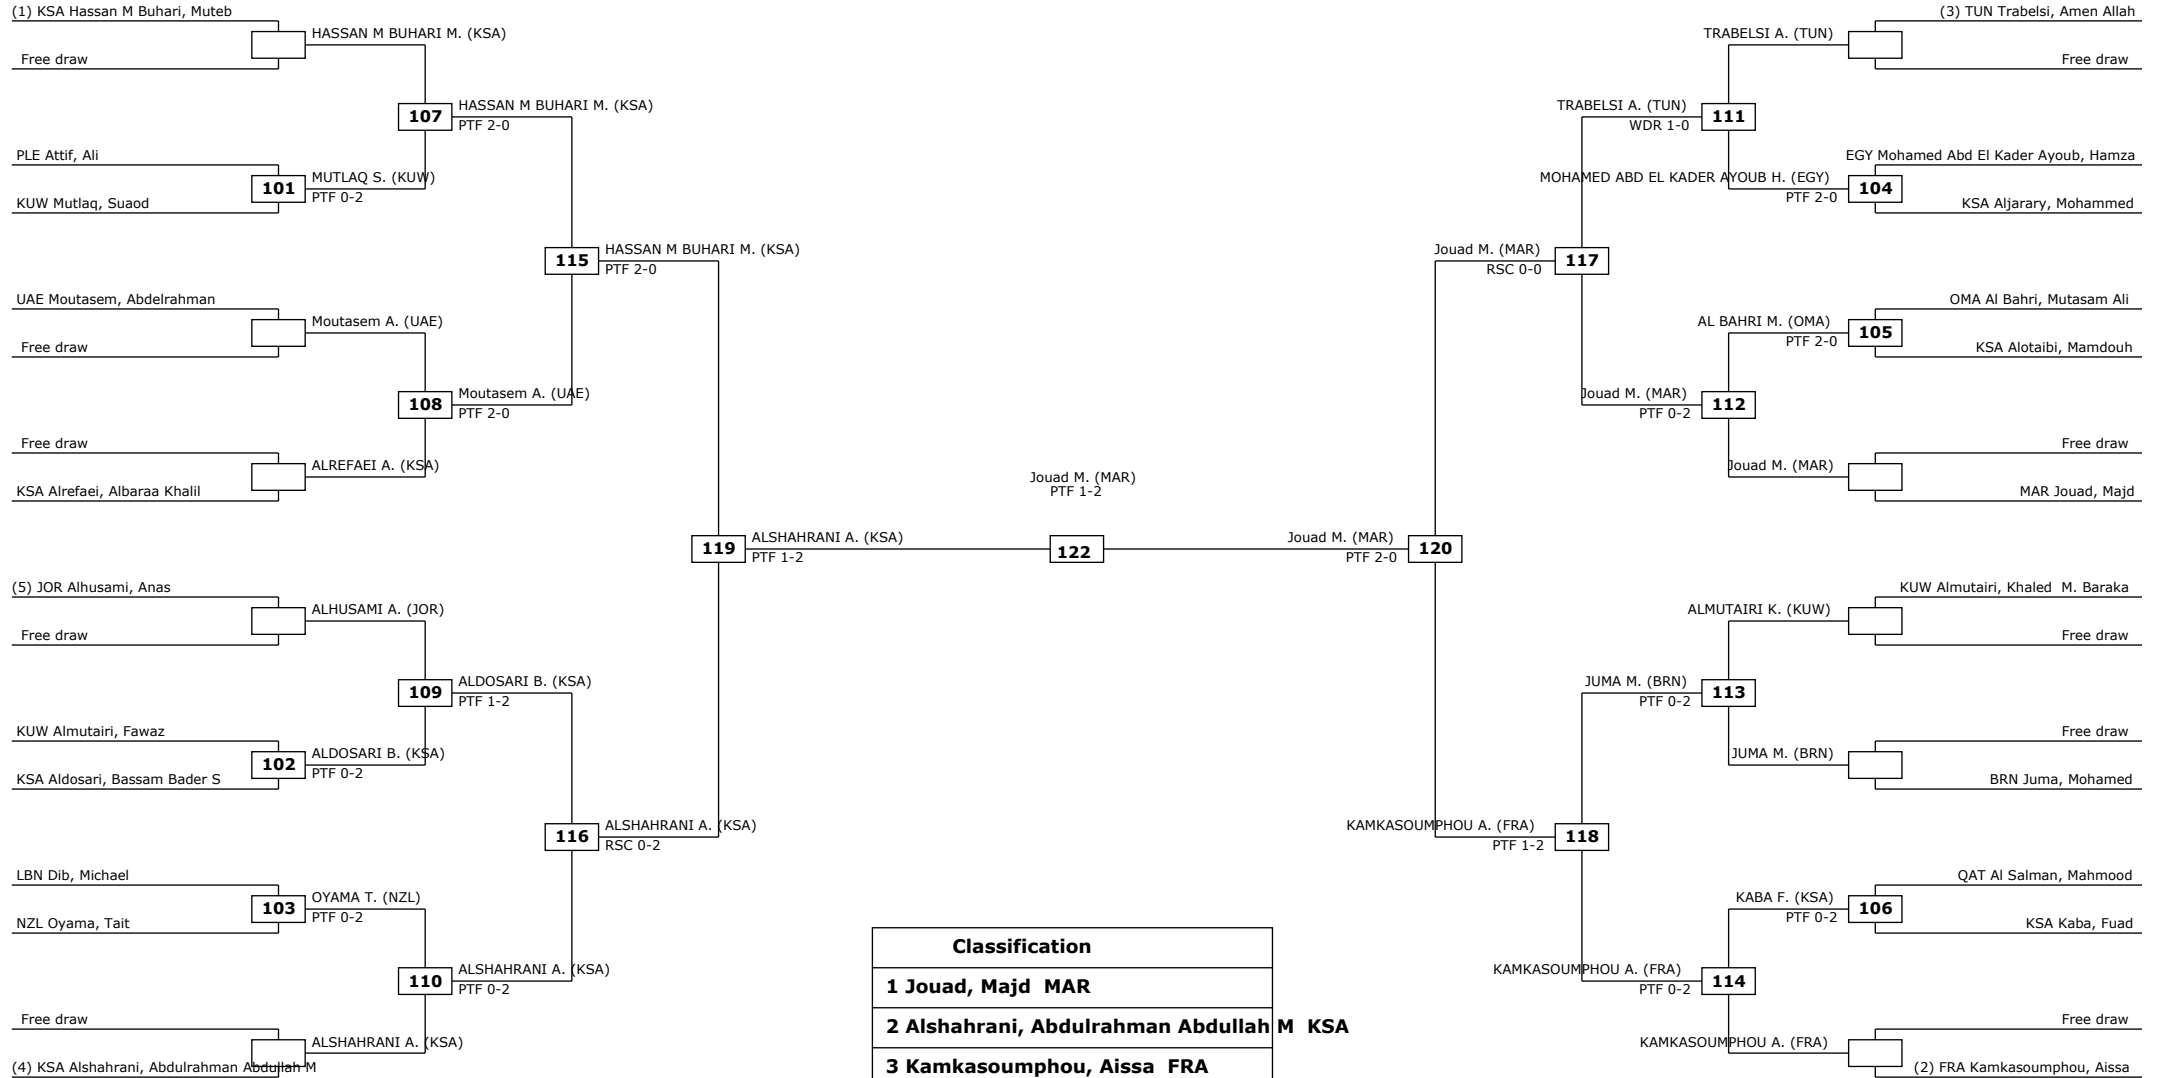 (1) KSA Hassan M Buhari, Muteb
HASSAN M BUHARI M. (KSA)
Free draw
107
HASSAN M BUHARI M. (KSA)
PTF 2-0
PLE Attif, Ali
101
MUTLAQ S. (KUW)
PTF 0-2
KUW Mutlaq, Suaod
115
HASSAN M BUHARI M. (KSA)
PTF 2-0
UAE Moutasem, Abdelrahman
Moutasem A. (UAE)
Free draw
108
Moutasem A. (UAE)
PTF 2-0
Free draw
ALREFAEI A. (KSA)
KSA Alrefaei, Albaraa Khalil
119
ALSHAHRANI A. (KSA)
PTF 1-2
(5) JOR Alhusami, Anas
ALHUSAMI A. (JOR)
Free draw
109
ALDOSARI B. (KSA)
PTF 1-2
KUW Almutairi, Fawaz
102
ALDOSARI B. (KSA)
PTF 0-2
KSA Aldosari, Bassam Bader S
116
ALSHAHRANI A. (KSA)
RSC 0-2
LBN Dib, Michael
103
OYAMA T. (NZL)
PTF 0-2
NZL Oyama, Tait
110
ALSHAHRANI A. (KSA)
PTF 0-2
Free draw
ALSHAHRANI A. (KSA)
(4) KSA Alshahrani, Abdulrahman Abdullah M
Jouad M. (MAR)
PTF 1-2
122
(3) TUN Trabelsi, Amen Allah
TRABELSI A. (TUN)
Free draw
TRABELSI A. (TUN)
WDR 1-0
111
EGY Mohamed Abd El Kader Ayoub, Hamza
MOHAMED ABD EL KADER AYOUB H. (EGY)
PTF 2-0
104
KSA Aljarary, Mohammed
Jouad M. (MAR)
RSC 0-0
117
OMA Al Bahri, Mutasam Ali
AL BAHRI M. (OMA)
PTF 2-0
105
KSA Alotaibi, Mamdouh
Jouad M. (MAR)
PTF 0-2
112
Free draw
Jouad M. (MAR)
MAR Jouad, Majd
Jouad M. (MAR)
PTF 2-0
120
KUW Almutairi, Khaled  M. Baraka
ALMUTAIRI K. (KUW)
Free draw
JUMA M. (BRN)
PTF 0-2
113
Free draw
JUMA M. (BRN)
BRN Juma, Mohamed
KAMKASOUMPHOU A. (FRA)
PTF 1-2
118
QAT Al Salman, Mahmood
KABA F. (KSA)
PTF 0-2
106
KSA Kaba, Fuad
KAMKASOUMPHOU A. (FRA)
PTF 0-2
114
Free draw
KAMKASOUMPHOU A. (FRA)
(2) FRA Kamkasoumphou, Aissa
Classification
1 Jouad, Majd  MAR
2 Alshahrani, Abdulrahman Abdullah M  KSA
3 Kamkasoumphou, Aissa  FRA